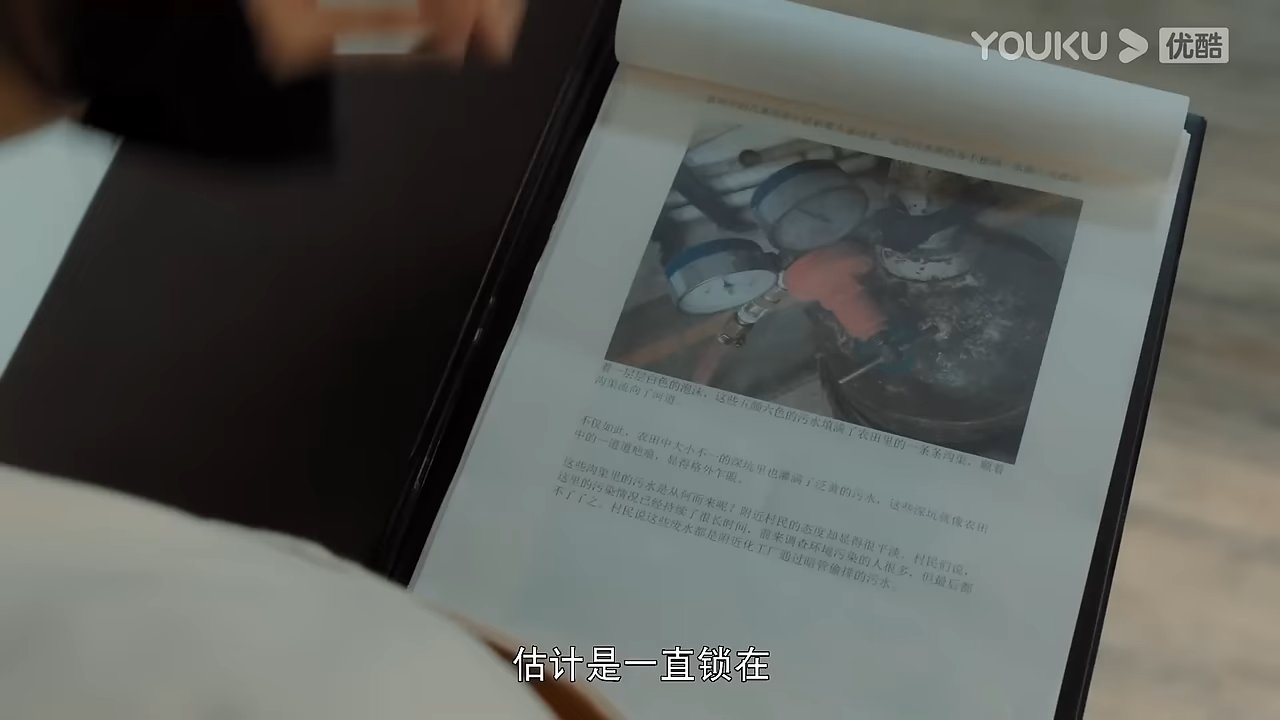 YOUKU 优酷
着一层层白色的泡沫，这些五颜六色的污水填满了农田里的一条条沟渠，顺着
沟渠流向了河道。
不仅如此，农田中大小不一的深坑里也灌满了泛黄的污水，这些深坑就像农田
中的一道道疤痕，显得格外乍眼。
这些沟渠里的污水是从何而来呢？附近村民的态度却显得很平淡。村民们说，
这里的污染情况已经持续了很长时间，前来调查环境污染的人很多，但最后都
不了了之。村民说这些废水都是附近化工厂通过暗管偷排的污水。
估计是一直锁在